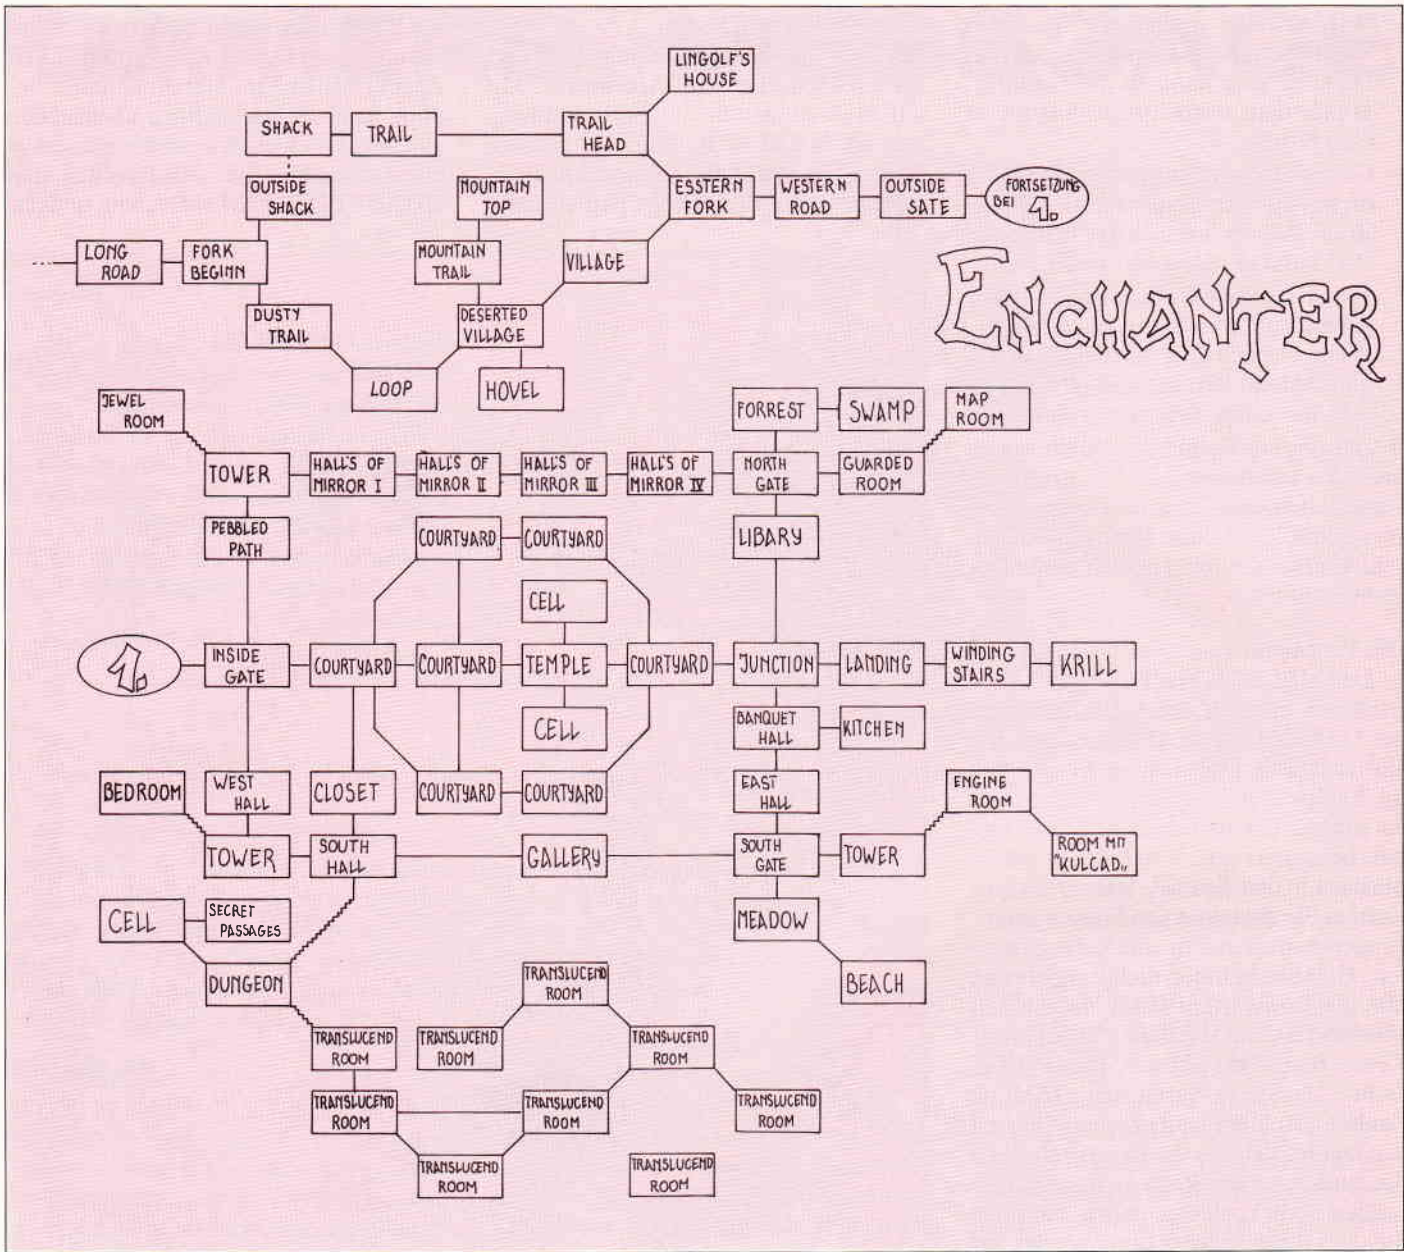 LINGOLF'S
HOUSE
SHACK
TRAIL
TRAIL
HEAD
OUTSIDE
SHACK
MOUNTAIN
TOP
ESSTERN
FORK
WESTERN
ROAD
OUTSIDE
SATE
FORTSETZUNG
BEI 1.
LONG
ROAD
FORK
BEGINN
MOUNTAIN
TRAIL
VILLAGE
ENCHANTER
DUSTY
TRAIL
DESERTED
VILLAGE
LOOP
HOVEL
JEWEL
ROOM
FORREST
SWAMP
MAP
ROOM
TOWER
HALL'S OF
MIRROR I
HALL'S OF
MIRROR II
HALL'S OF
MIRROR III
HALL'S OF
MIRROR IV
NORTH
GATE
GUARDED
ROOM
PEBBLED
PATH
COURTYARD
COURTYARD
LIBARY
CELL
1.
INSIDE
GATE
COURTYARD
COURTYARD
TEMPLE
COURTYARD
JUNCTION
LANDING
WINDING
STAIRS
KRILL
CELL
BANQUET
HALL
KITCHEN
BEDROOM
WEST
HALL
CLOSET
COURTYARD
COURTYARD
EAST
HALL
ENGINE
ROOM
TOWER
SOUTH
HALL
GALLERY
SOUTH
GATE
TOWER
ROOM MIT
"KULCAD"
CELL
SECRET
PASSAGES
MEADOW
DUNGEON
TRANSLUCEND
ROOM
BEACH
TRANSLUCEND
ROOM
TRANSLUCEND
ROOM
TRANSLUCEND
ROOM
TRANSLUCEND
ROOM
TRANSLUCEND
ROOM
TRANSLUCEND
ROOM
TRANSLUCEND
ROOM
TRANSLUCEND
ROOM